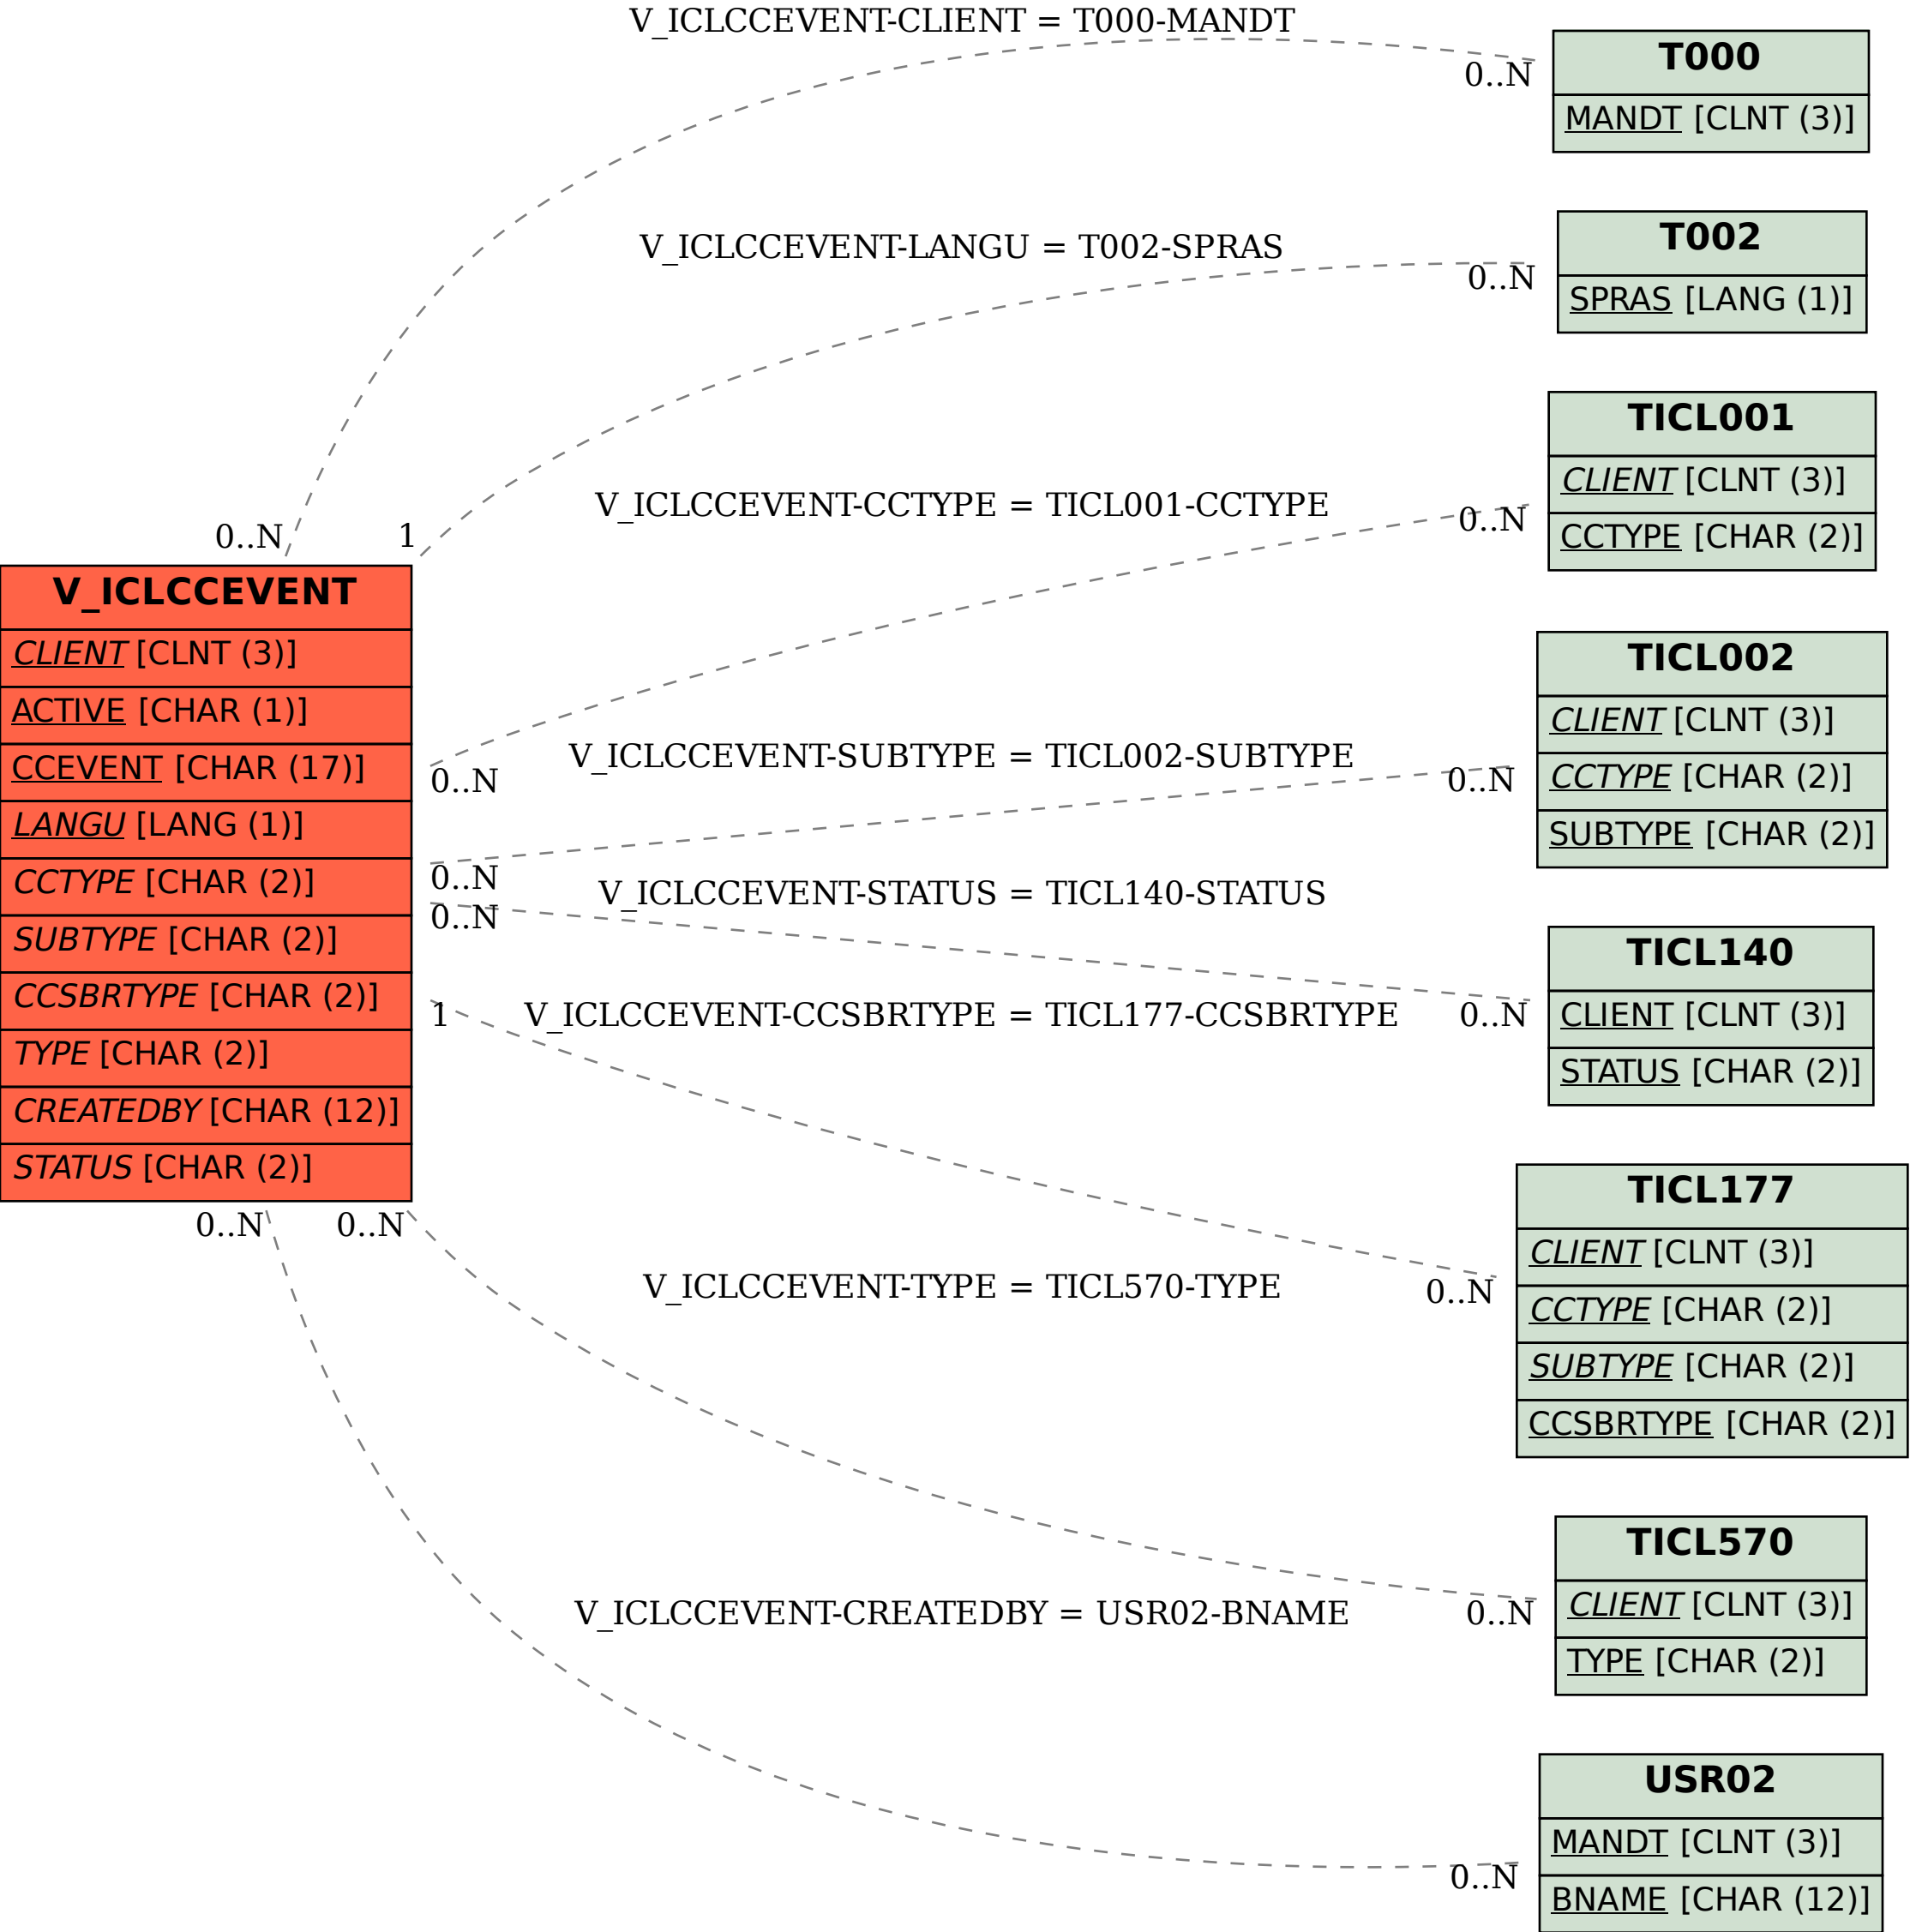 V_ICLCCEVENT-CLIENT = T000-MANDT
0..N
0..N
T000
MANDT [CLNT (3)]
V_ICLCCEVENT-LANGU = T002-SPRAS
0..N
1
T002
SPRAS [LANG (1)]
V_ICLCCEVENT-CCTYPE = TICL001-CCTYPE
0..N
0..N
TICL001
CLIENT [CLNT (3)]
CCTYPE [CHAR (2)]
V_ICLCCEVENT
CLIENT [CLNT (3)]
ACTIVE [CHAR (1)]
CCEVENT [CHAR (17)]
LANGU [LANG (1)]
CCTYPE [CHAR (2)]
SUBTYPE [CHAR (2)]
CCSBRTYPE [CHAR (2)]
TYPE [CHAR (2)]
CREATEDBY [CHAR (12)]
STATUS [CHAR (2)]
V_ICLCCEVENT-SUBTYPE = TICL002-SUBTYPE
0..N
0..N
TICL002
CLIENT [CLNT (3)]
CCTYPE [CHAR (2)]
SUBTYPE [CHAR (2)]
V_ICLCCEVENT-STATUS = TICL140-STATUS
0..N
0..N
TICL140
CLIENT [CLNT (3)]
STATUS [CHAR (2)]
1
V_ICLCCEVENT-CCSBRTYPE = TICL177-CCSBRTYPE
0..N
TICL177
CLIENT [CLNT (3)]
CCTYPE [CHAR (2)]
SUBTYPE [CHAR (2)]
CCSBRTYPE [CHAR (2)]
0..N
V_ICLCCEVENT-TYPE = TICL570-TYPE
0..N
TICL570
CLIENT [CLNT (3)]
TYPE [CHAR (2)]
0..N
V_ICLCCEVENT-CREATEDBY = USR02-BNAME
0..N
USR02
MANDT [CLNT (3)]
BNAME [CHAR (12)]